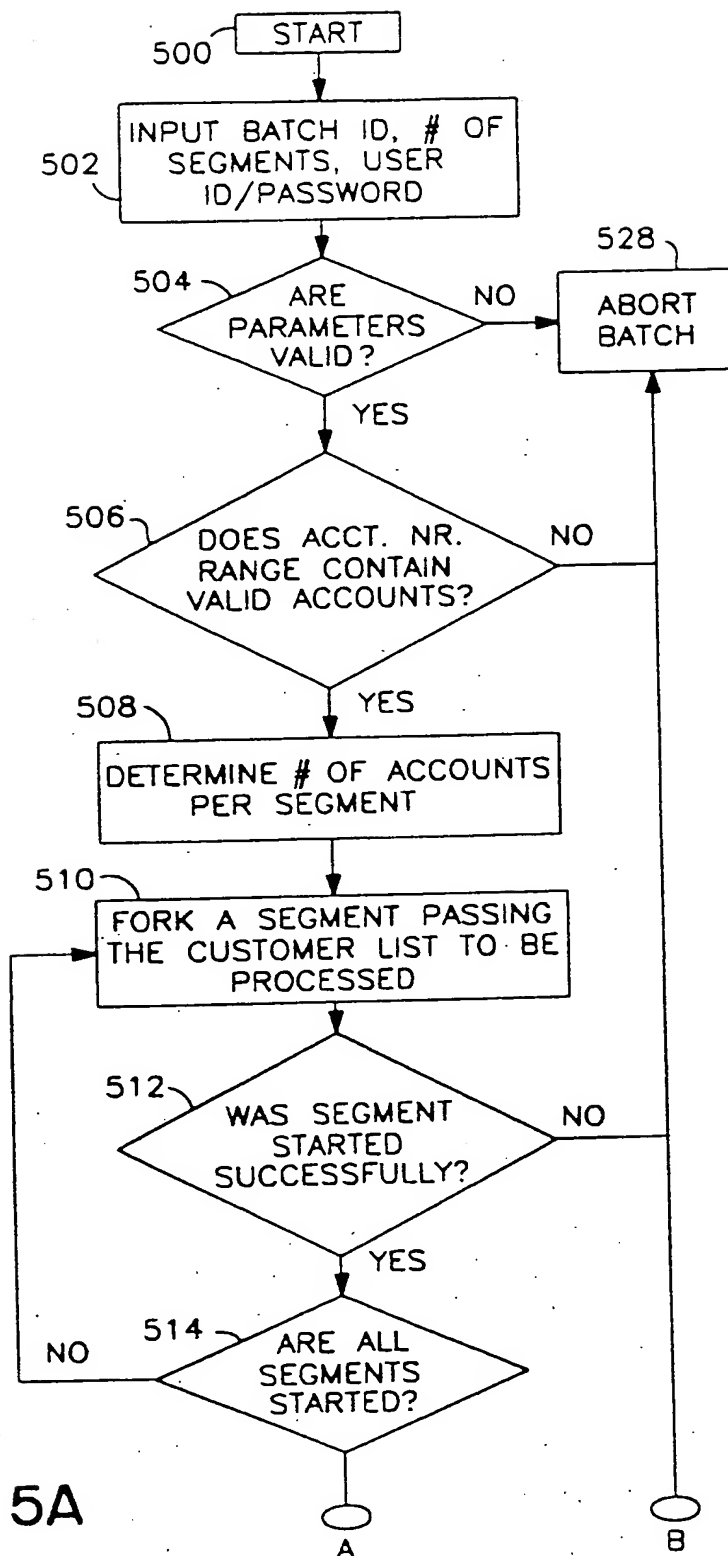 500
START
502
INPUT BATCH ID, # OF
SEGMENTS, USER
ID/PASSWORD
504
ARE
PARAMETERS
VALID?
NO
528
ABORT
BATCH
YES
506
DOES ACCT. NR.
RANGE CONTAIN
VALID ACCOUNTS?
NO
YES
508
DETERMINE # OF ACCOUNTS
PER SEGMENT
510
FORK A SEGMENT PASSING
THE CUSTOMER LIST TO BE
PROCESSED
512
WAS SEGMENT
STARTED
SUCCESSFULLY?
NO
YES
514
ARE ALL
SEGMENTS
STARTED?
NO
5A
A
B